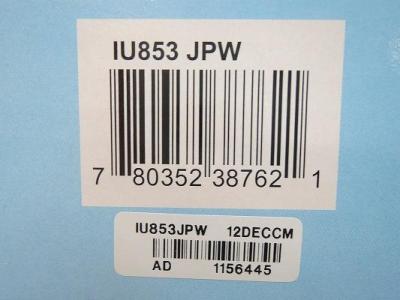 IU853 JPW
7 80352 38762 1
IU853JPW 12DECCM
AD 1156445